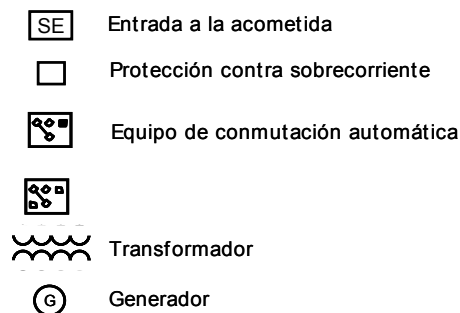 SE Entrada a la acometida
Protección contra sobrecorriente
Equipo de conmutación automática
Transformador
G Generador